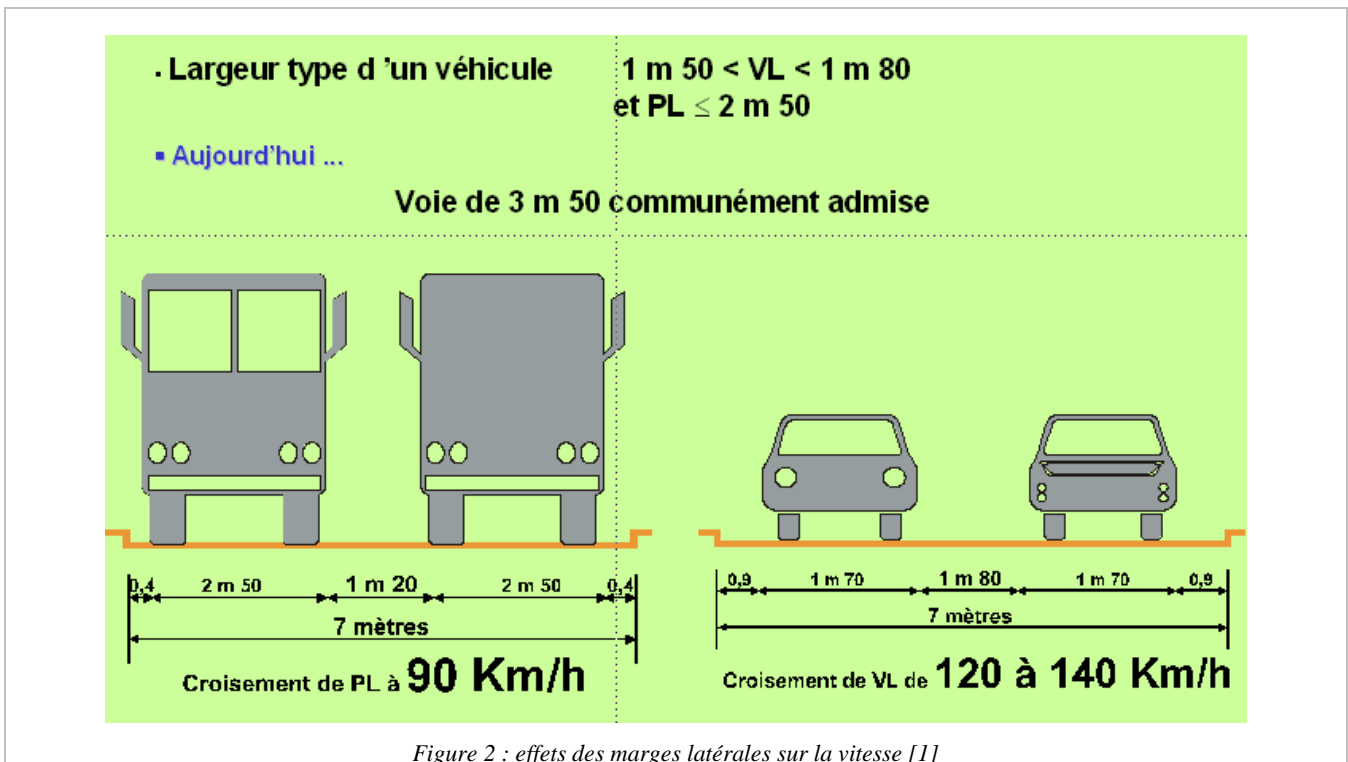 · Largeur type d ’un véhicule 1 m 50 < VL < 1 m 80
et PL ≤ 2 m 50
▪ Aujourd'hui ...
Voie de 3 m 50 communément admise
0,4 2 m 50 1 m 20 2 m 50 0,4
7 mètres
Croisement de PL à 90 Km/h
0,9 1 m 70 1 m 80 1 m 70 0,9
7 mètres
Croisement de VL de 120 à 140 Km/h
Figure 2 : effets des marges latérales sur la vitesse [1]